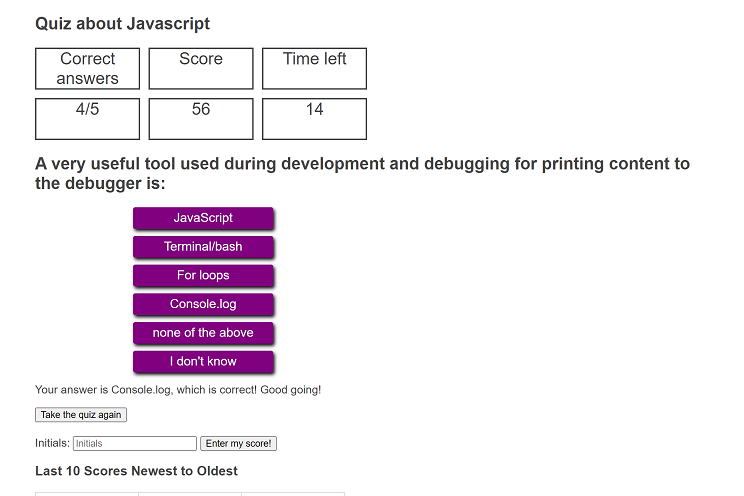 Quiz about Javascript
Correct answers
Score
Time left
4/5
56
14
A very useful tool used during development and debugging for printing content to
the debugger is:
JavaScript
Terminal/bash
For loops
Console.log
none of the above
I don't know
Your answer is Console.log, which is correct! Good going!
Take the quiz again
Initials: Initials Enter my score!
Last 10 Scores Newest to Oldest